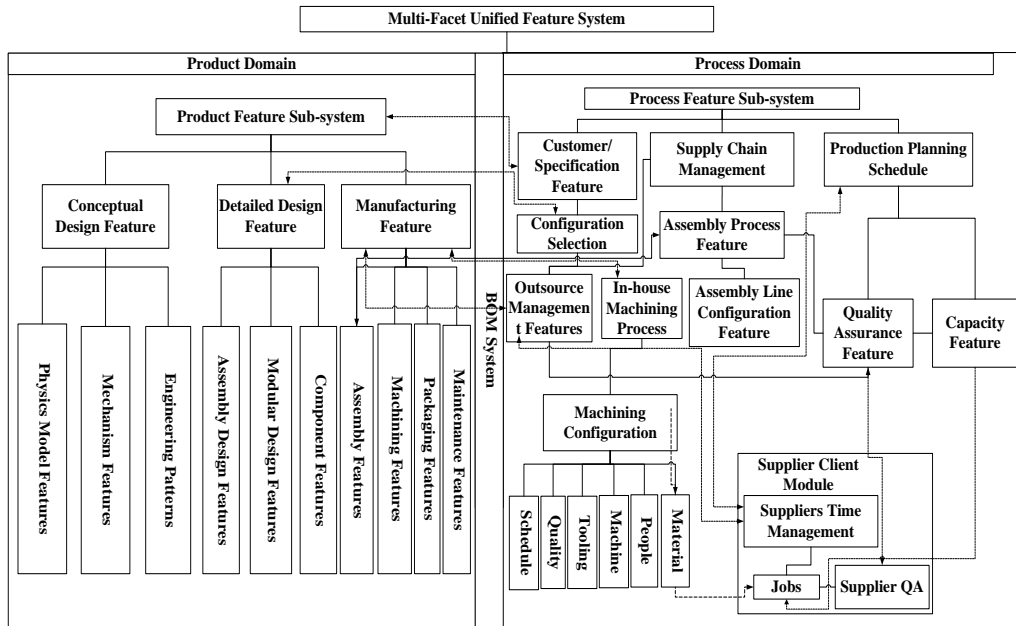 Multi-Facet Unified Feature System
Product Domain
Process Domain
BOM System
Product Feature Sub-system
Conceptual
Design Feature
Detailed Design
Feature
Manufacturing
Feature
Physics Model Features
Mechanism Features
Engineering Patterns
Assembly Design Features
Modular Design Features
Component Features
Assembly Features
Machining Features
Packaging Features
Maintenance Features
Process Feature Sub-system
Customer/
Specification
Feature
Supply Chain
Management
Production Planning
Schedule
Configuration
Selection
Assembly Process
Feature
Outsource
Managemen
t Features
In-house
Machining
Process
Assembly Line
Configuration
Feature
Quality
Assurance
Feature
Capacity
Feature
Machining
Configuration
Schedule
Quality
Tooling
Machine
People
Material
Supplier Client
Module
Suppliers Time
Management
Jobs
Supplier QA